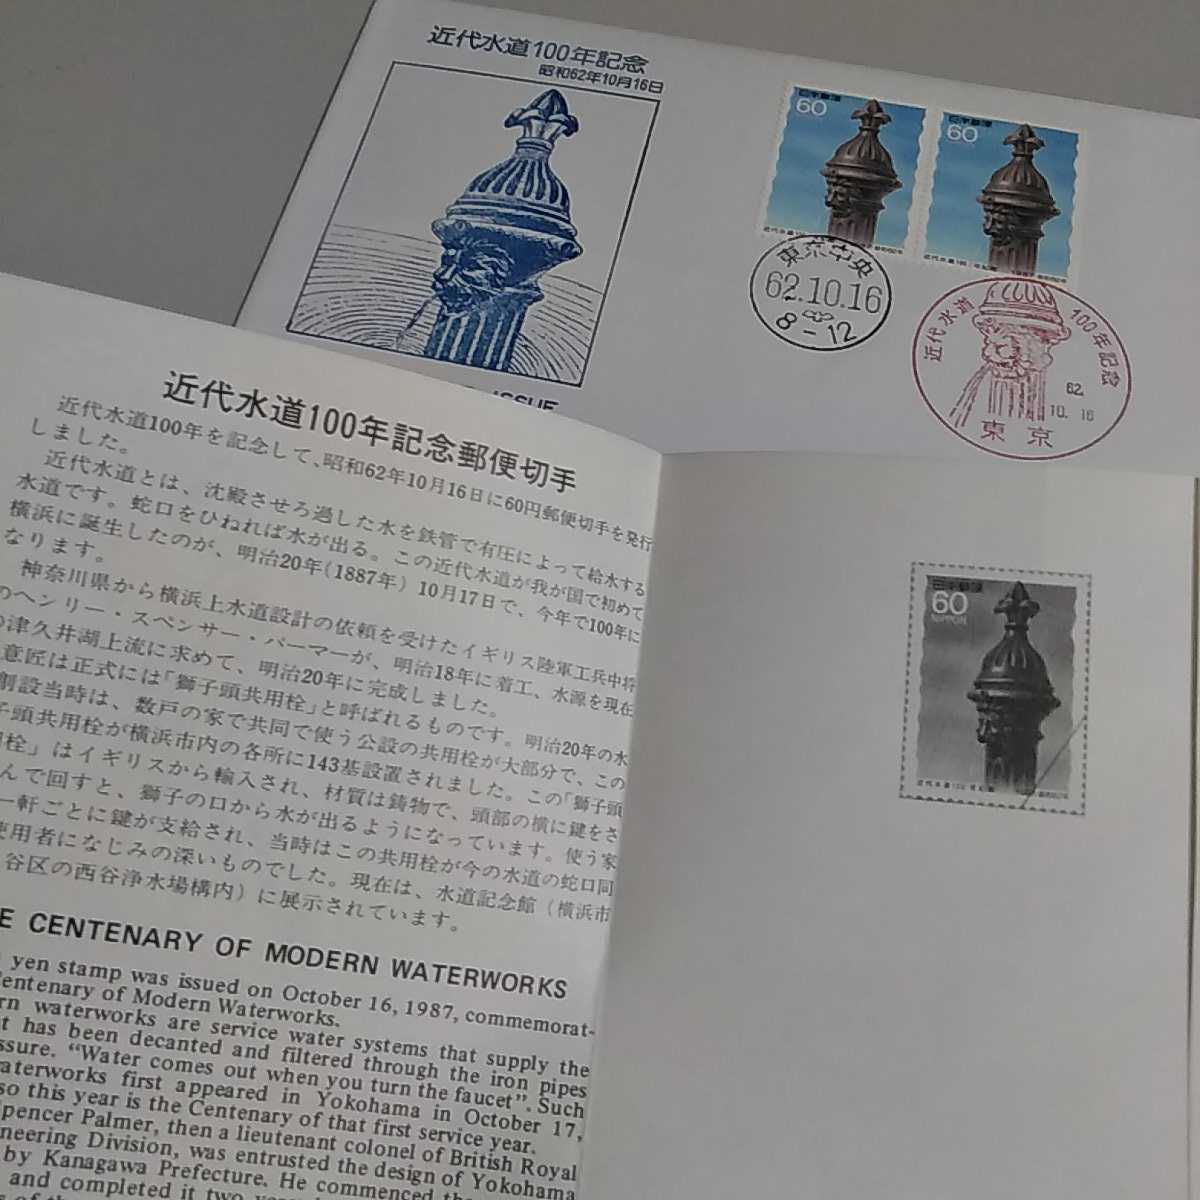 近代水道100年記念
昭和62年10月16日
ISSUE
日本郵便
60
日本郵便
60
東京中央
62.10.16
8-12
近代水道 100年記念
62.
10. 16
東京
近代水道100年記念郵便切手
近代水道100年を記念して、昭和62年10月16日に60円郵便切手を発行
しました。
近代水道とは、沈殿させろ過した水を鉄管で有圧によって給水する
水道です。蛇口をひねれば水が出る。この近代水道が我が国で初めて
横浜に誕生したのが、明治20年(1887年) 10月17日で、今年で100年に
なります。
神奈川県から横浜上水道設計の依頼を受けたイギリス陸軍工兵中将
のヘンリー・スペンサー・パーマーが、明治18年に着工、水源を現在
の津久井湖上流に求めて、明治20年に完成しました。
意匠は正式には「獅子頭共用栓」と呼ばれるものです。明治20年の水
創設当時は、数戸の家で共同で使う公設の共用栓が大部分で、この
子頭共用栓が横浜市内の各所に143基設置されました。この「獅子頭
用栓」はイギリスから輸入され、材質は鋳物で、頭部の横に鍵をさ
んで回すと、獅子の口から水が出るようになっています。使う家
一軒ごとに鍵が支給され、当時はこの共用栓が今の水道の蛇口同
使用者になじみの深いものでした。現在は、水道記念館（横浜市
谷区の西谷浄水場構内）に展示されています。
E CENTENARY OF MODERN WATERWORKS
yen stamp was issued on October 16, 1987, commemorat-
entenary of Modern Waterworks.
rn waterworks are service water systems that supply the
t has been decanted and filtered through the iron pipes
ssure. “Water comes out when you turn the faucet”. Such
waterworks first appeared in Yokohama in October 17,
so this year is the Centenary of that first service year.
Spencer Palmer, then a lieutenant colonel of British Royal
neering Division, was entrusted the design of Yokohama
by Kanagawa Prefecture. He commenced
and completed it two
日本郵便
60
NIPPON